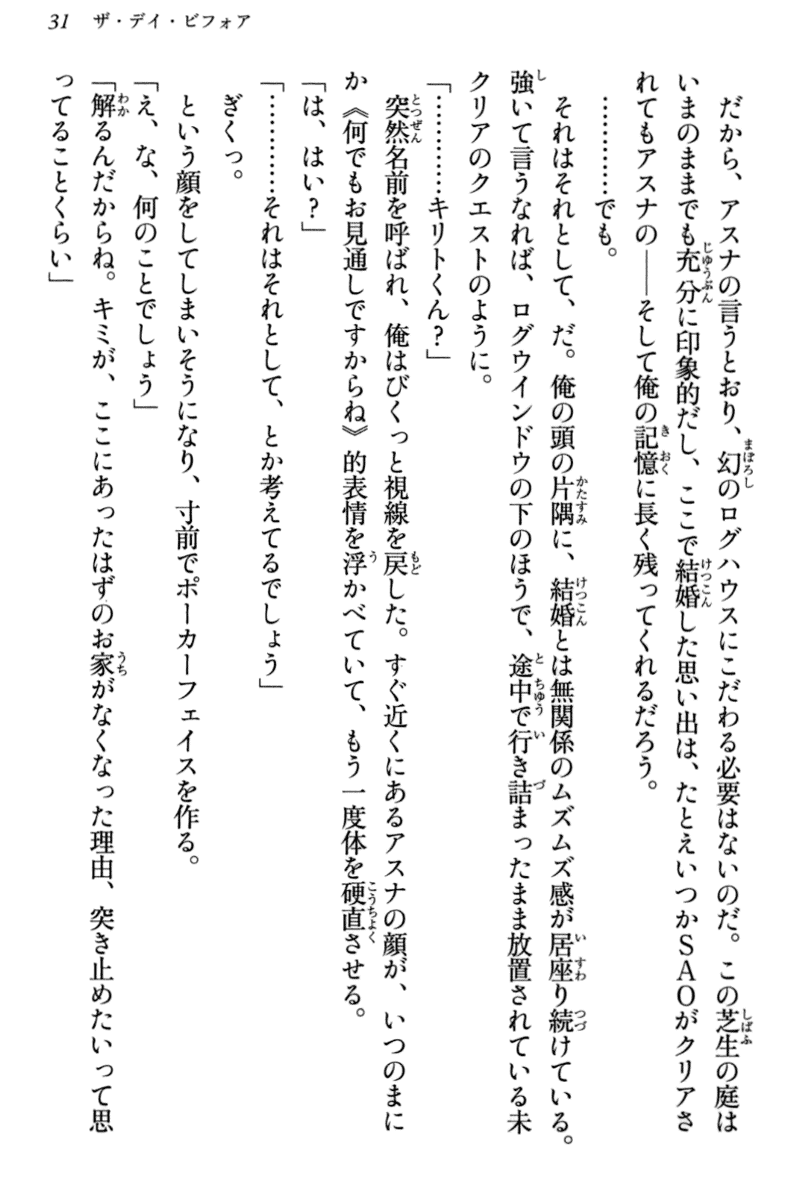 31 ザ・デイ・ビフォア
だから、アスナの言うとおり、幻のログハウスにこだわる必要はないのだ。この芝生の庭は
いまのままでも充分に印象的だし、ここで結婚した思い出は、たとえいつかSAOがクリアさ
れてもアスナの――そして俺の記憶に長く残ってくれるだろう。
…………でも。
それはそれとして、だ。俺の頭の片隅に、結婚とは無関係のムズムズ感が居座り続けている。
強いて言うなれば、ログウインドウの下のほうで、途中で行き詰まったまま放置されている未
クリアのクエストのように。
「…………キリトくん？」
突然名前を呼ばれ、俺はびくっと視線を戻した。すぐ近くにあるアスナの顔が、いつのまに
か《何でもお見通しですからね》的表情を浮かべていて、もう一度体を硬直させる。
「は、はい？」
「…………それはそれとして、とか考えてるでしょう」
ぎくっ。
という顔をしてしまいそうになり、寸前でポーカーフェイスを作る。
「え、な、何のことでしょう」
「解るんだからね。キミが、ここにあったはずのお家がなくなった理由、突き止めたいって思
ってることくらい」